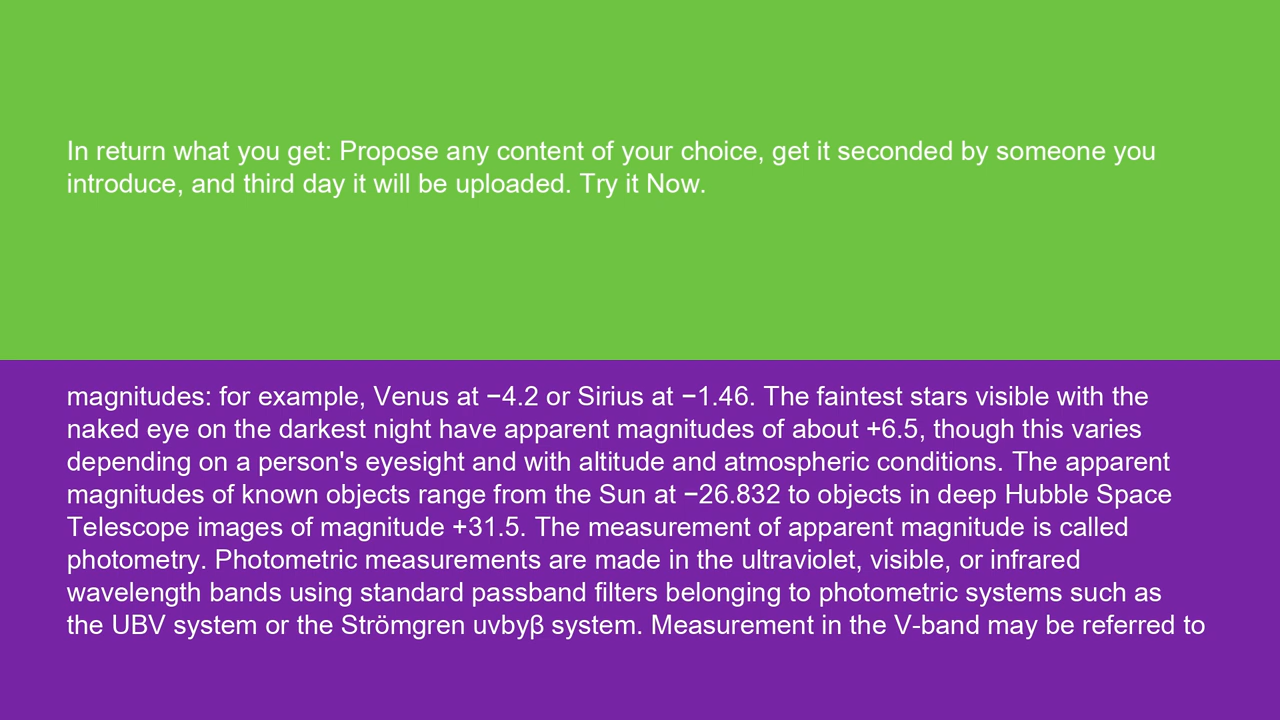 In return what you get: Propose any content of your choice, get it seconded by someone you
introduce, and third day it will be uploaded. Try it Now.
magnitudes: for example, Venus at −4.2 or Sirius at −1.46. The faintest stars visible with the
naked eye on the darkest night have apparent magnitudes of about +6.5, though this varies
depending on a person's eyesight and with altitude and atmospheric conditions. The apparent
magnitudes of known objects range from the Sun at −26.832 to objects in deep Hubble Space
Telescope images of magnitude +31.5. The measurement of apparent magnitude is called
photometry. Photometric measurements are made in the ultraviolet, visible, or infrared
wavelength bands using standard passband filters belonging to photometric systems such as
the UBV system or the Strömgren uvbyβ system. Measurement in the V-band may be referred to